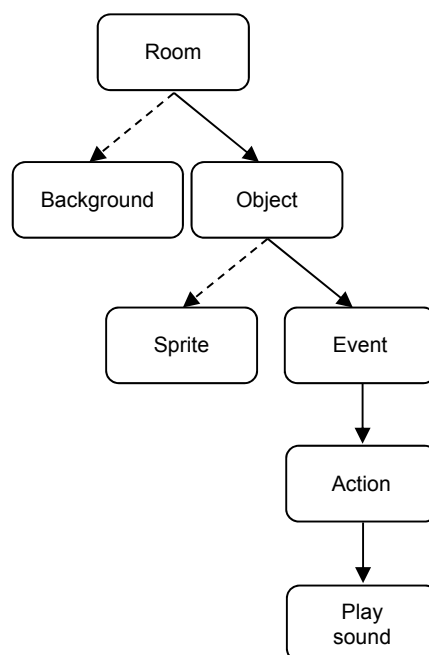 Room
Background
Object
Sprite
Event
Action
Play
sound